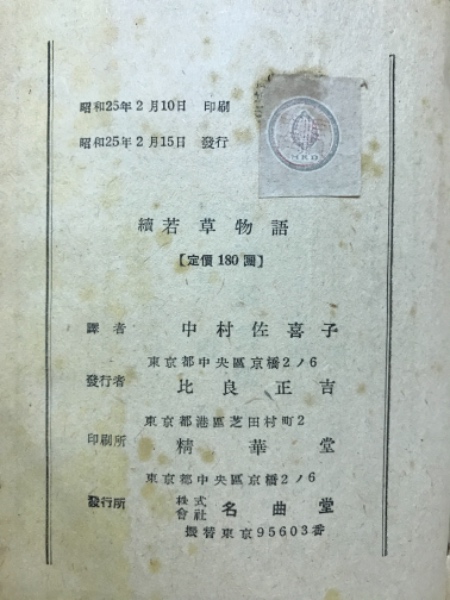 昭和25年2月10日 印刷
昭和25年2月15日 發行
HKD
續若草物語
【定價180圓】
譯者 中村佐喜子
東京都中央區京橋2ノ6
發行者 比良正吉
東京都港區芝田村町2
印刷所 精華堂
東京都中央區京橋2ノ6
發行所 株式會社 名曲堂
振替東京95603番